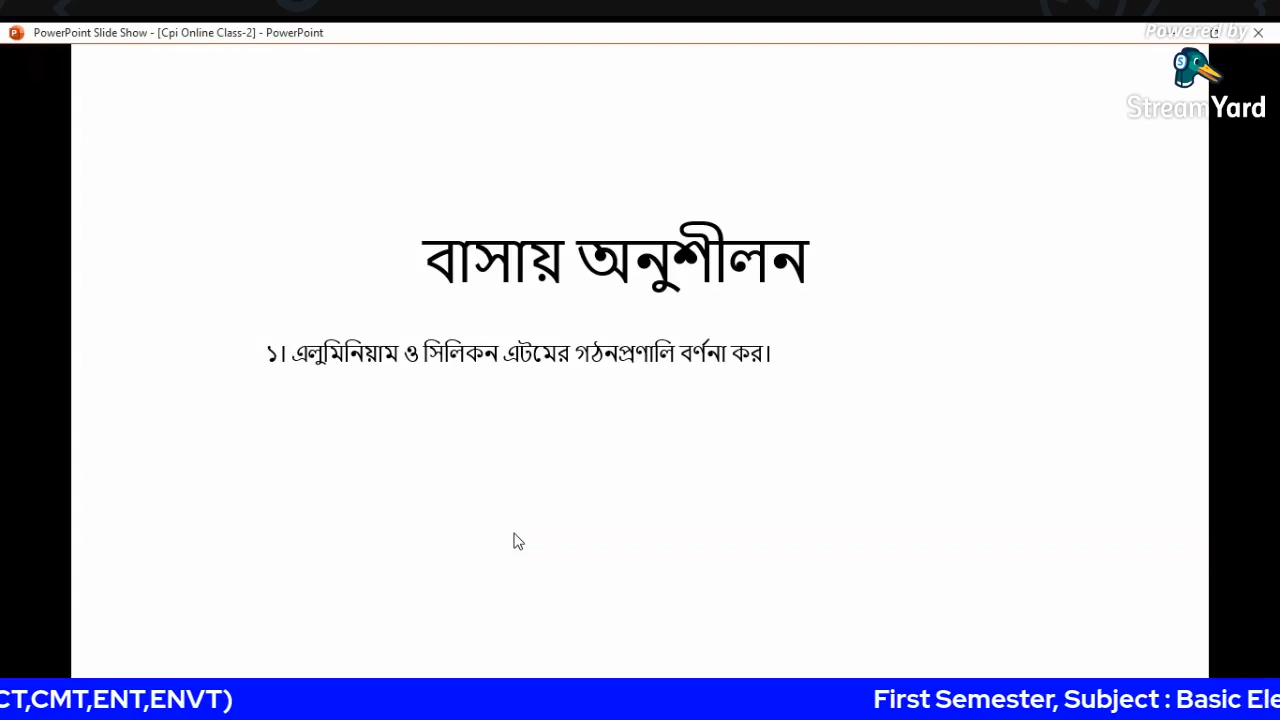 PowerPoint Slide Show - [Cpi Online Class-2] - PowerPoint
Powered by
StreamYard
বাসায় অনুশীলন
১। এলুমিনিয়াম ও সিলিকন এটমের গঠনপ্রণালি বর্ণনা কর।
CT,CMT,ENT,ENVT) First Semester, Subject : Basic Ele